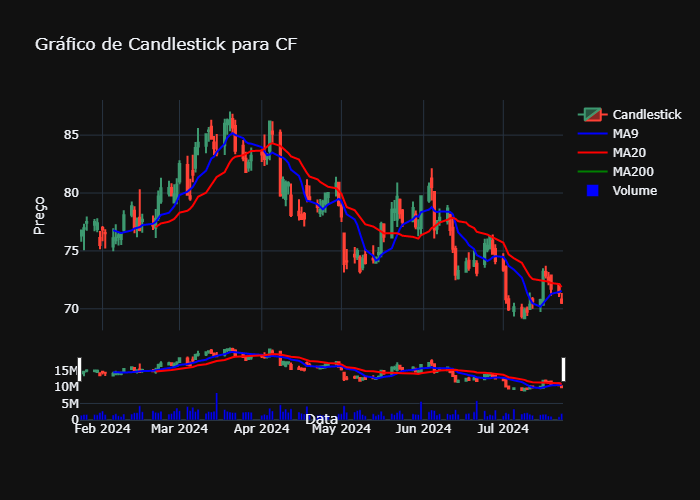 Gráfico de Candlestick para CF
Candlestick
MA9
MA20
MA200
Volume
Preço
85
80
75
70
15M
10M
5M
0
Data
Feb 2024
Mar 2024
Apr 2024
May 2024
Jun 2024
Jul 2024